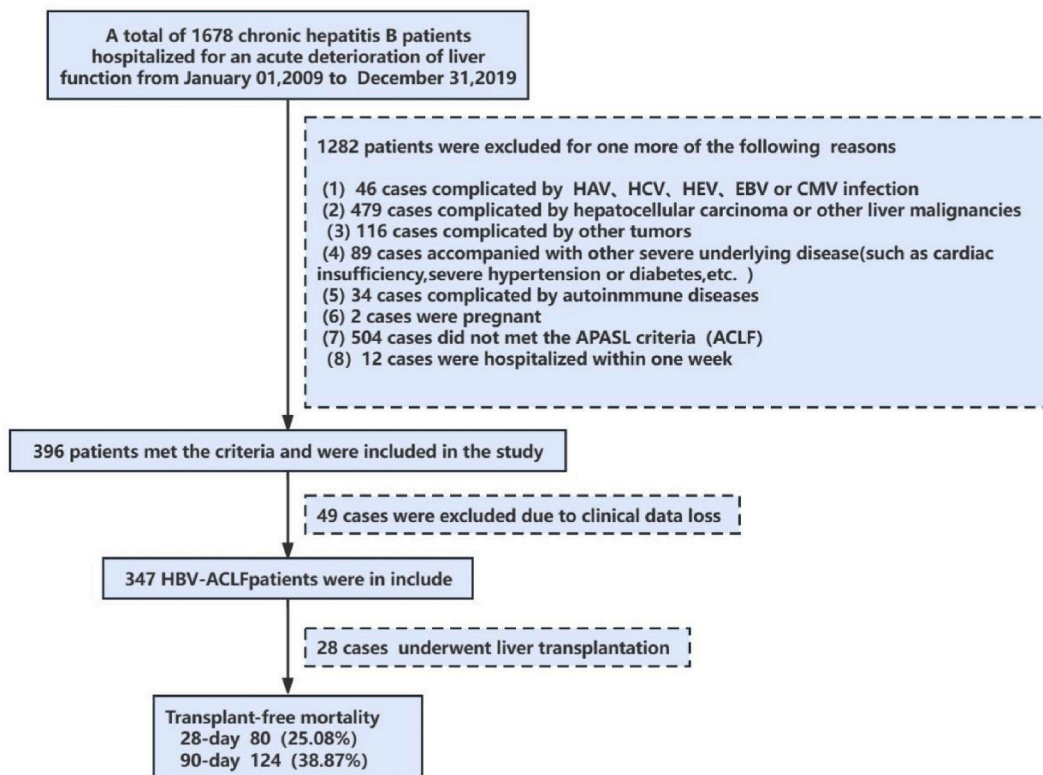 A total of 1678 chronic hepatitis B patients
hospitalized for an acute deterioration of liver
function from January 01,2009 to December 31,2019
1282 patients were excluded for one more of the following reasons
(1) 46 cases complicated by HAV、HCV、HEV、EBV or CMV infection
(2) 479 cases complicated by hepatocellular carcinoma or other liver malignancies
(3) 116 cases complicated by other tumors
(4) 89 cases accompanied with other severe underlying disease(such as cardiac
insufficiency,severe hypertension or diabetes,etc. )
(5) 34 cases complicated by autoinmmune diseases
(6) 2 cases were pregnant
(7) 504 cases did not met the APASL criteria (ACLF)
(8) 12 cases were hospitalized within one week
396 patients met the criteria and were included in the study
49 cases were excluded due to clinical data loss
347 HBV-ACLFpatients were in include
28 cases underwent liver transplantation
Transplant-free mortality
28-day 80 (25.08%)
90-day 124 (38.87%)